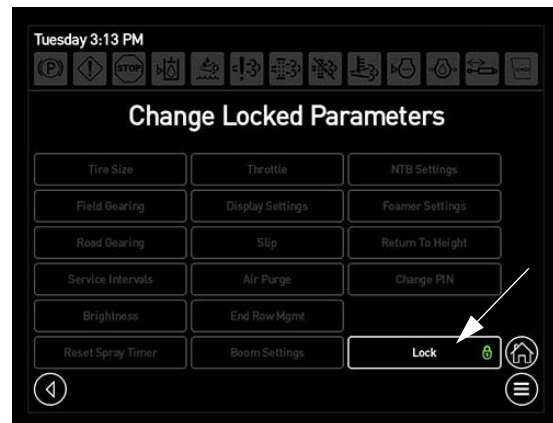 Tuesday 3:13 PM
P
STOP
Change Locked Parameters
Tire Size Throttle NTB Settings
Field Gearing Display Settings Foamer Settings
Road Gearing Slip Return To Height
Service Intervals Air Purge Change PIN
Brightness End Row Mgmt
Reset Spray Timer Boom Settings Lock